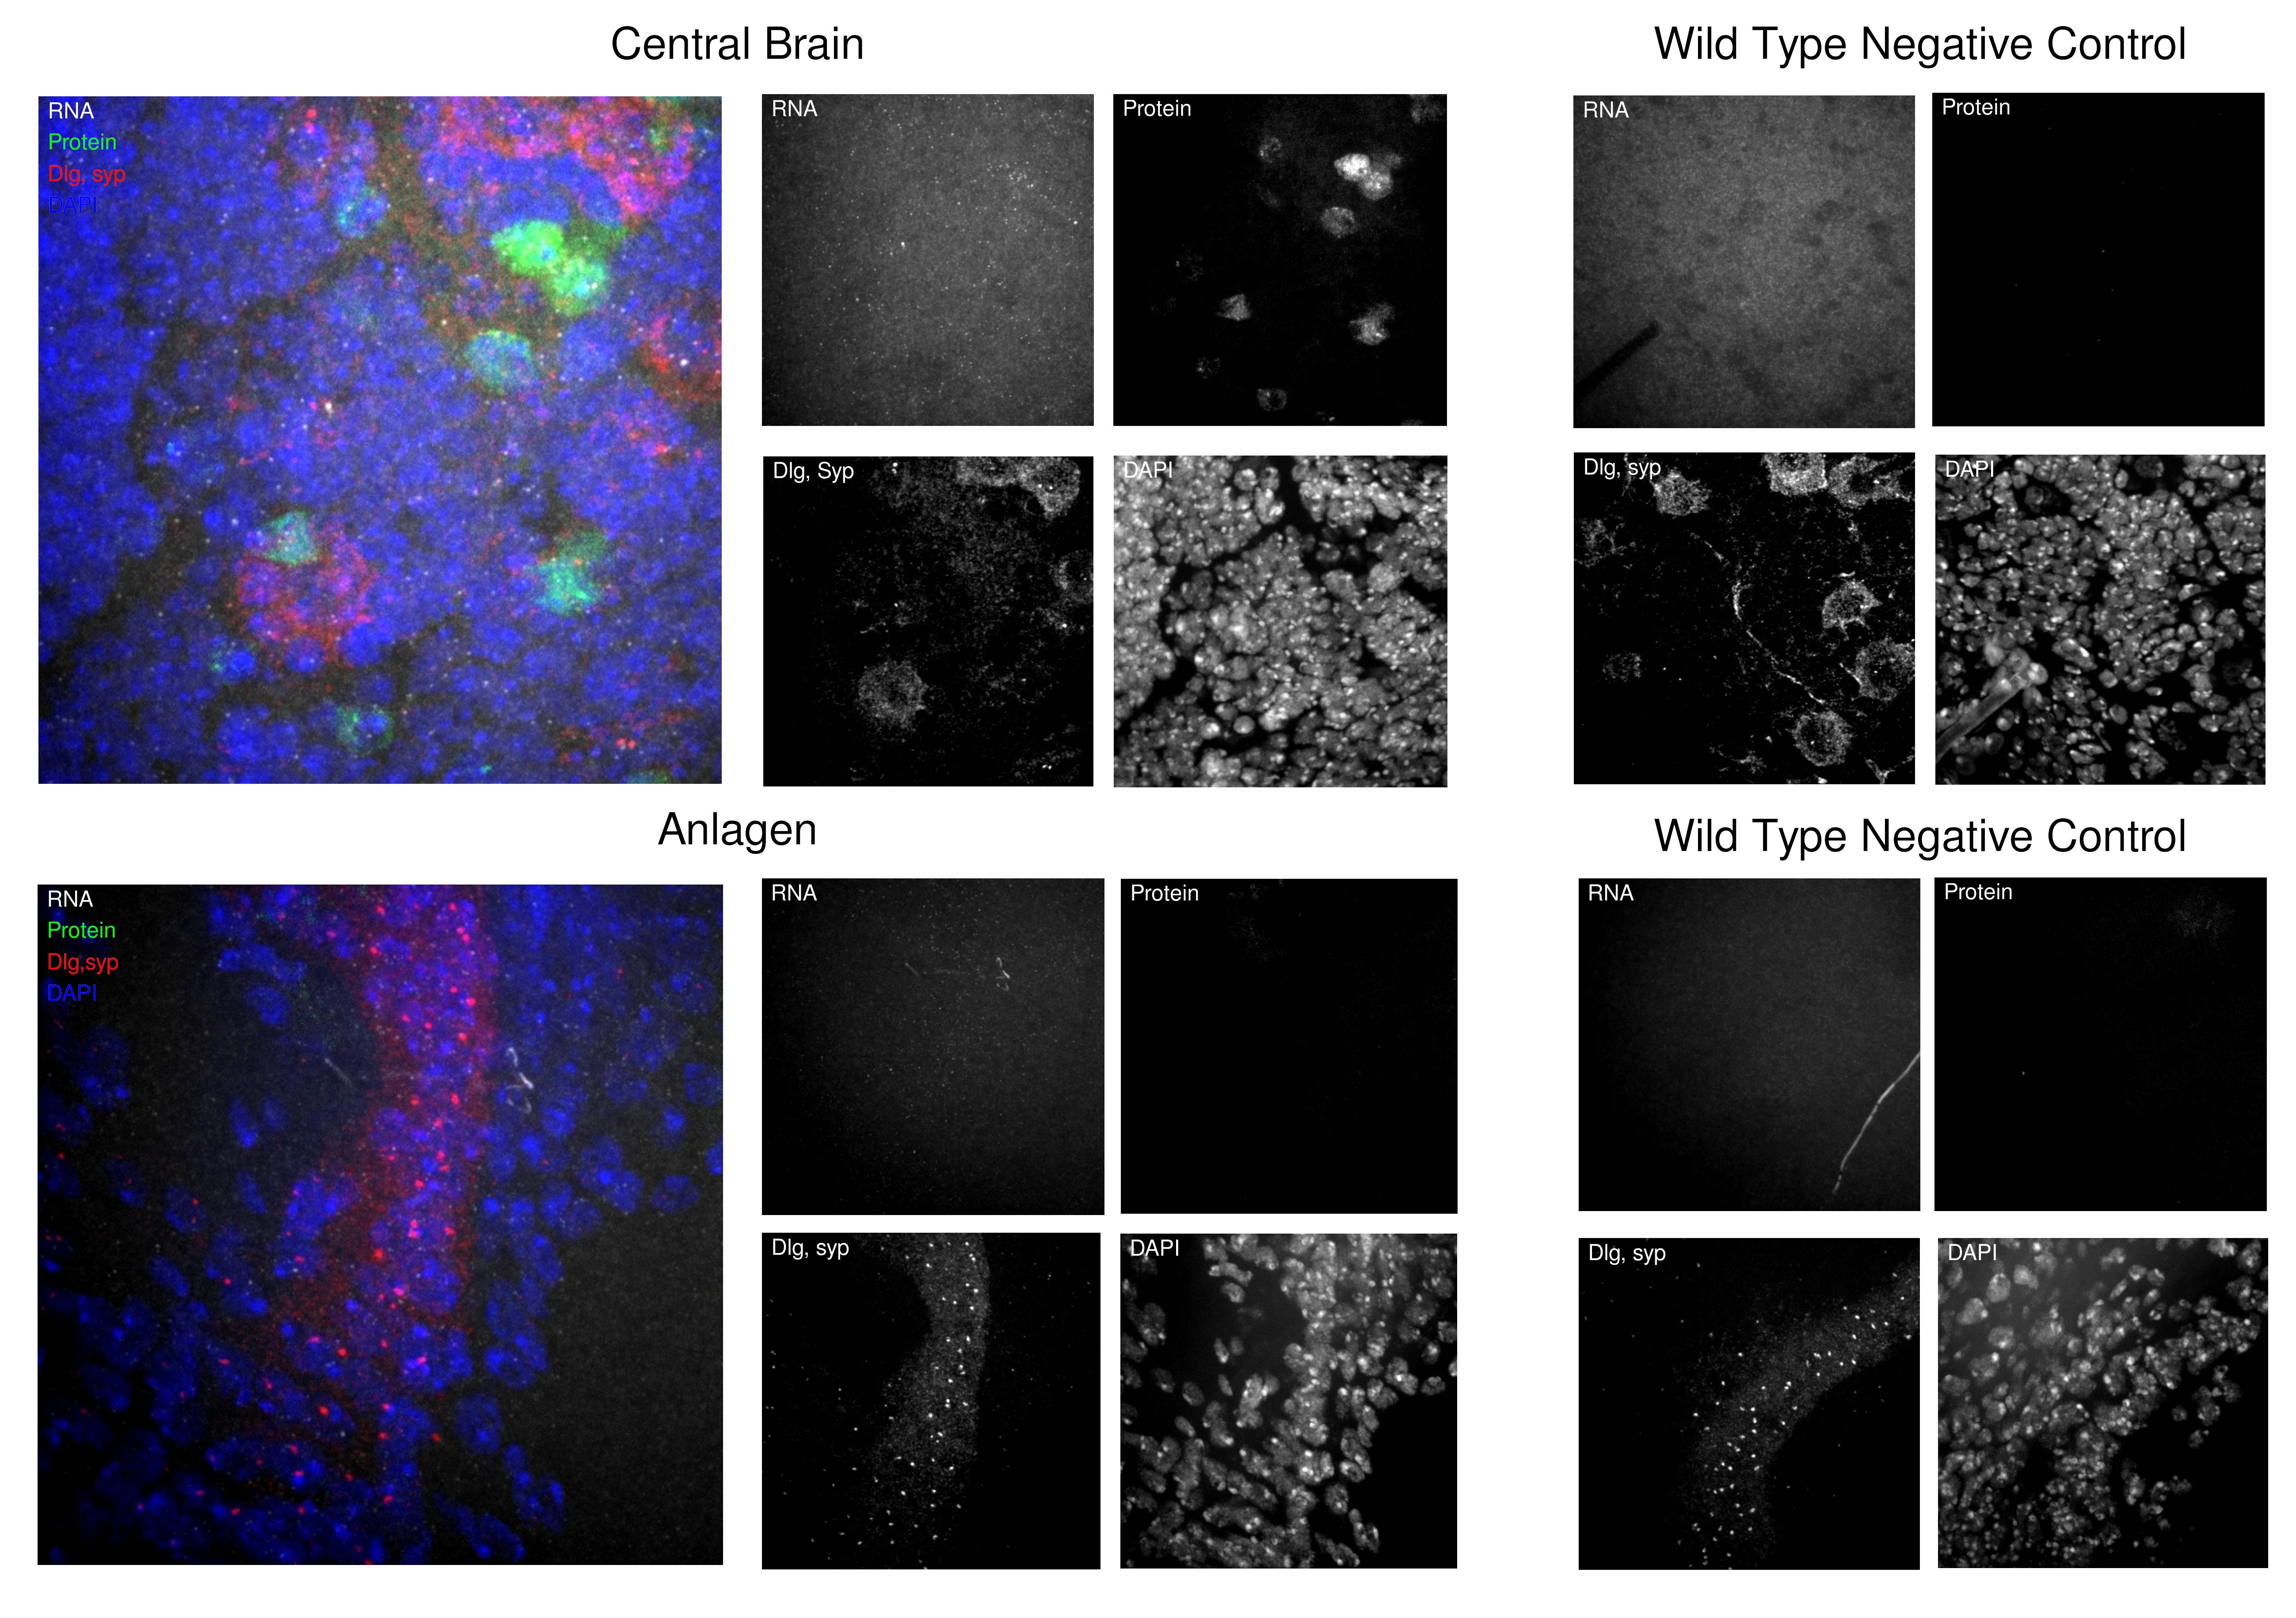 Central Brain
Wild Type Negative Control
RNA
Protein
Dlg, syp
DAPI
RNA
Protein
Dlg, Syp
DAPI
RNA
Protein
Dlg, syp
DAPI
Anlagen
Wild Type Negative Control
RNA
Protein
Dlg,syp
DAPI
RNA
Protein
Dlg, syp
DAPI
RNA
Protein
Dlg, syp
DAPI